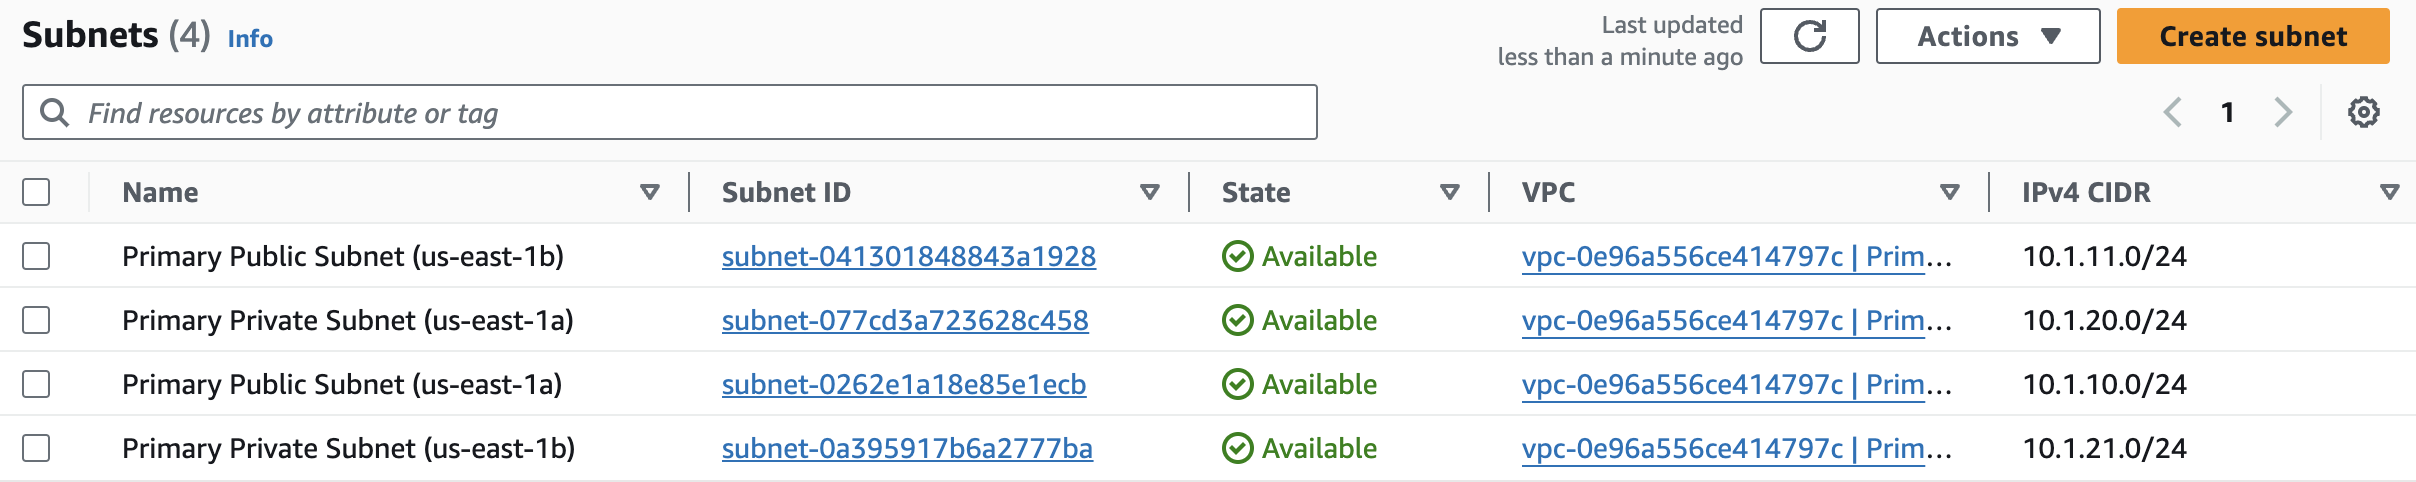 Subnets (4) Info
Last updated
less than a minute ago
Actions
Create subnet
Find resources by attribute or tag
1
Name Subnet ID State VPC IPv4 CIDR
Primary Public Subnet (us-east-1b) subnet-041301848843a1928 Available vpc-0e96a556ce414797c | Prim... 10.1.11.0/24
Primary Private Subnet (us-east-1a) subnet-077cd3a723628c458 Available vpc-0e96a556ce414797c | Prim... 10.1.20.0/24
Primary Public Subnet (us-east-1a) subnet-0262e1a18e85e1ecb Available vpc-0e96a556ce414797c | Prim... 10.1.10.0/24
Primary Private Subnet (us-east-1b) subnet-0a395917b6a2777ba Available vpc-0e96a556ce414797c | Prim... 10.1.21.0/24